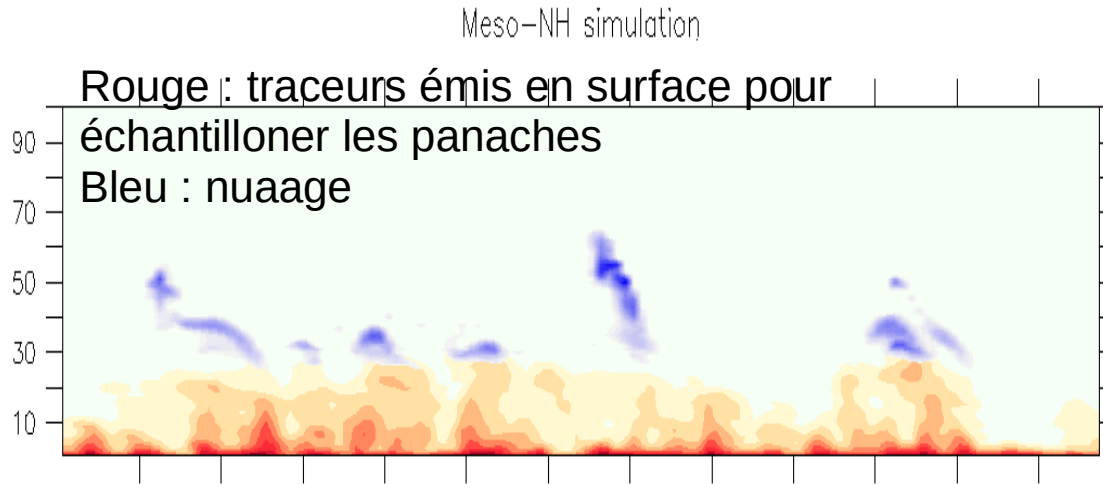 Meso-NH simulation
Rouge : traceurs émis en surface pour
échantilloner les panaches
Bleu : nuaage
90
70
50
30
10